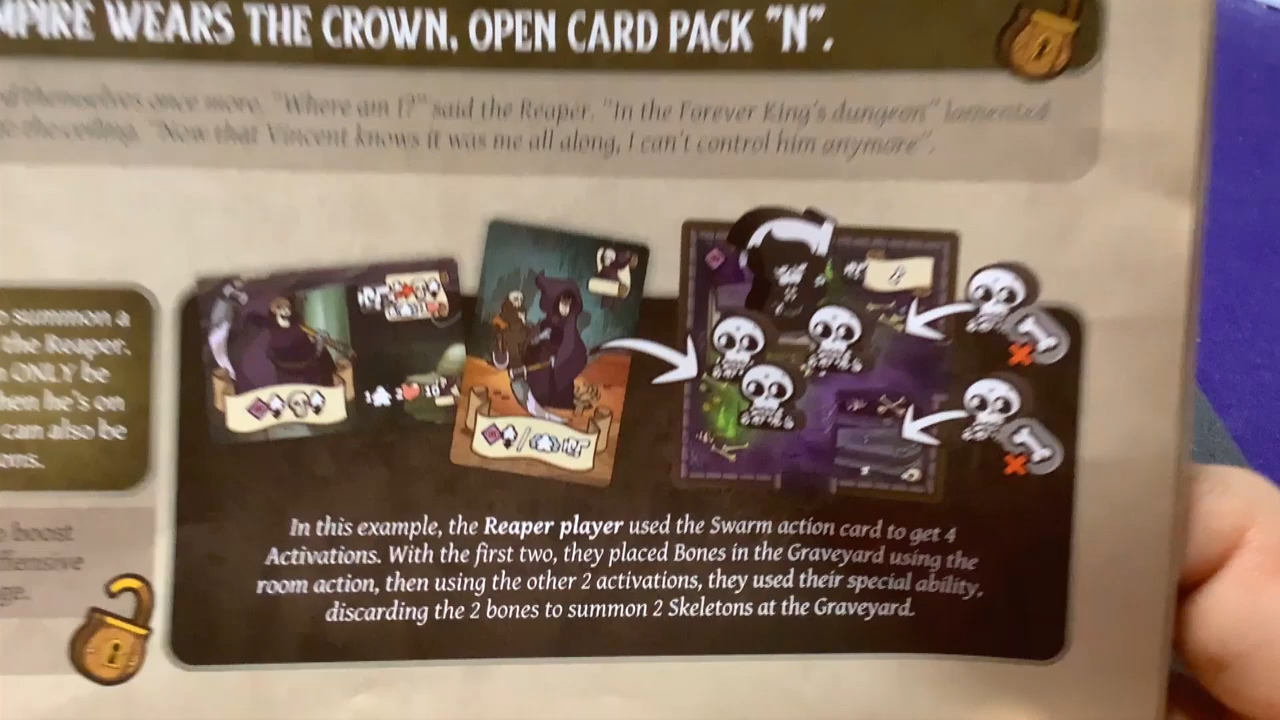 MPIRE WEARS THE CROWN, OPEN CARD PACK "N".
themselves once more. "Where am I?" said the Reaper. "In the Forever King's dungeon" lamented
the ceiling. "Now that Vincent knows it was me all along, I can't control him anymore".
summon a
the Reaper.
ONLY be
hen he's on
can also be
ons.
boost
ffensive
ge.
In this example, the Reaper player used the Swarm action card to get 4
Activations. With the first two, they placed Bones in the Graveyard using the
room action, then using the other 2 activations, they used their special ability,
discarding the 2 bones to summon 2 Skeletons at the Graveyard.